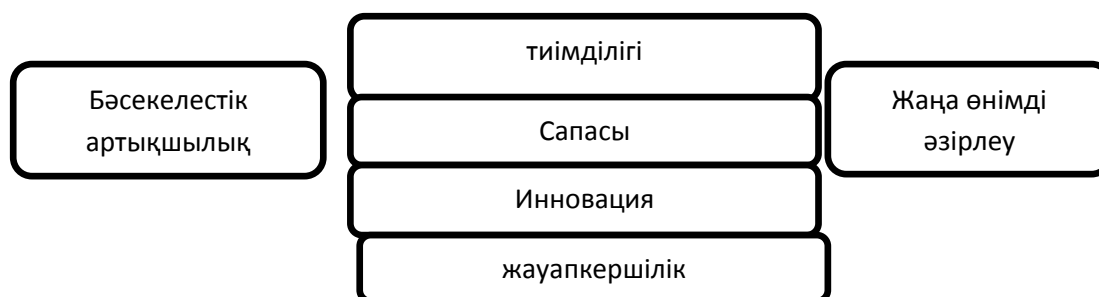 Бәсекелестік
артықшылық
тиімділігі
Сапасы
Инновация
жауапкершілік
Жаңа өнімді
әзірлеу